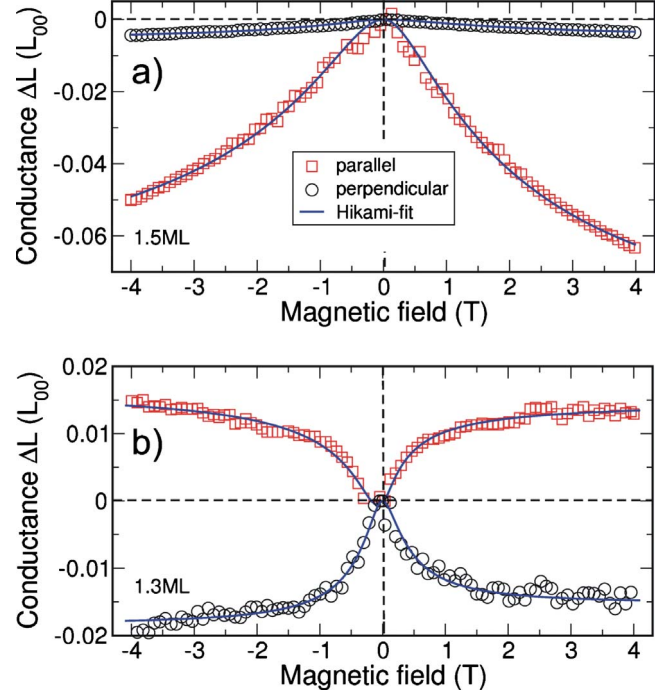 0
-0.02
-0.04
-0.06
Conductance ΔL (L₀₀)
a)
parallel
perpendicular
Hikami-fit
1.5ML
-4 -3 -2 -1 0 1 2 3 4
Magnetic field (T)
0.02
0.01
0
-0.01
-0.02
Conductance ΔL (L₀₀)
b)
1.3ML
-4 -3 -2 -1 0 1 2 3 4
Magnetic field (T)